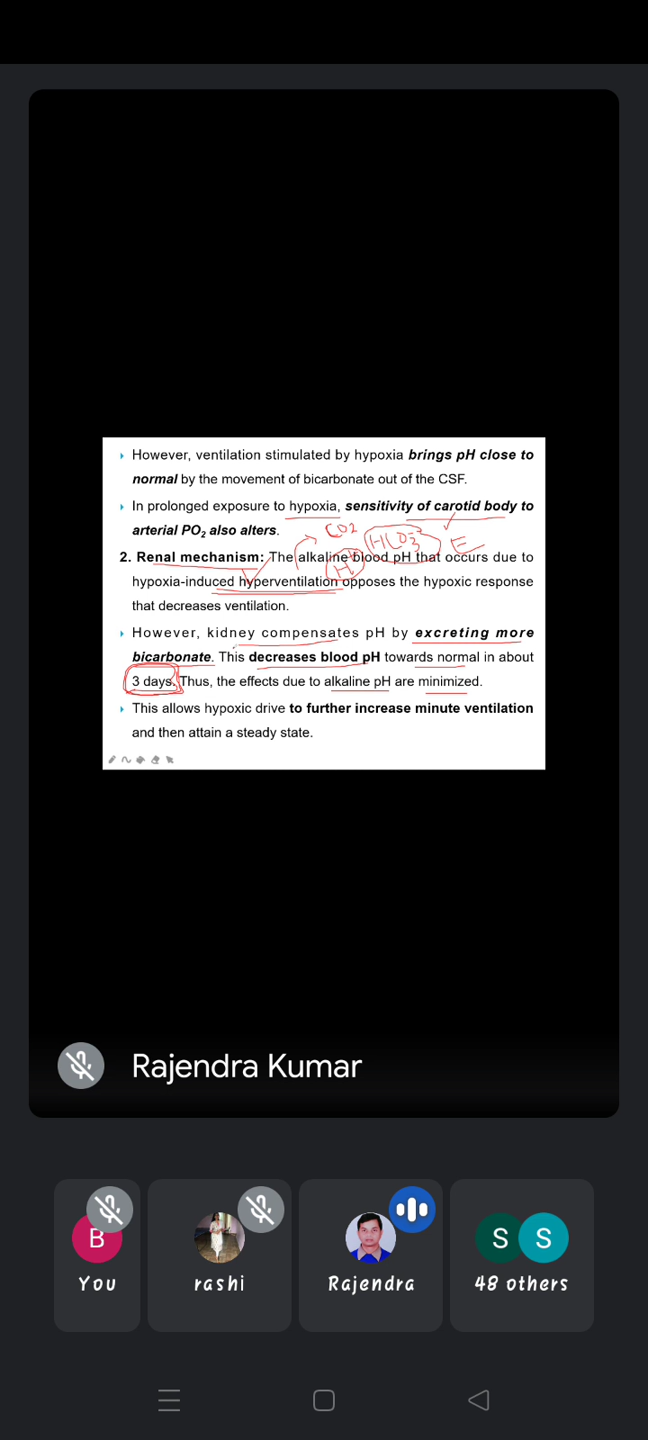 However, ventilation stimulated by hypoxia brings pH close to
normal by the movement of bicarbonate out of the CSF.
In prolonged exposure to hypoxia, sensitivity of carotid body to
arterial PO2 also alters.
CO2
HCO3-
E
H+
2. Renal mechanism: The alkaline blood pH that occurs due to
hypoxia-induced hyperventilation opposes the hypoxic response
that decreases ventilation.
However, kidney compensates pH by excreting more
bicarbonate. This decreases blood pH towards normal in about
3 days. Thus, the effects due to alkaline pH are minimized.
This allows hypoxic drive to further increase minute ventilation
and then attain a steady state.
Rajendra Kumar
B
S S
You rashi Rajendra 48 others